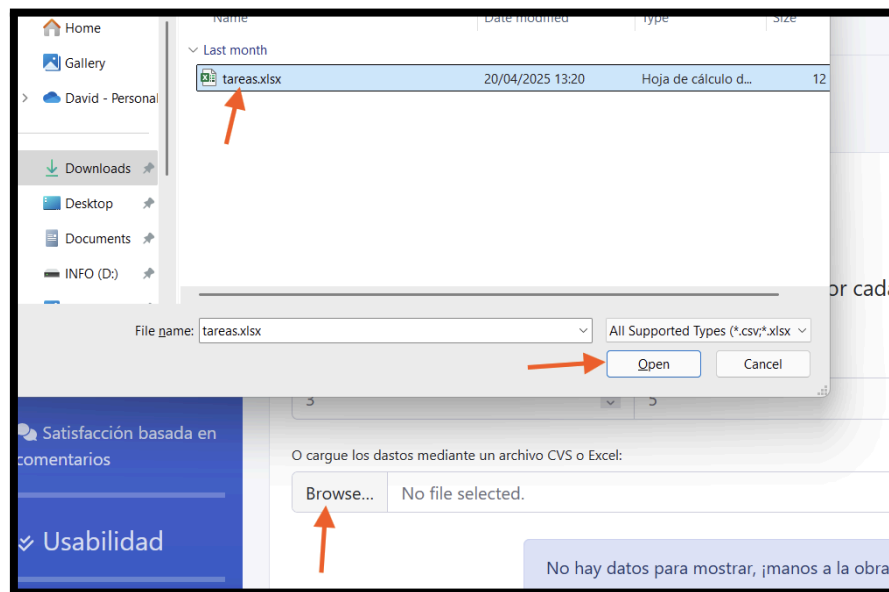 Name Date modified Type Size
Home
Last month
Gallery
tareas.xlsx 20/04/2025 13:20 Hoja de cálculo d... 12
David - Personal
Downloads
Desktop
Documents
INFO (D:)
or cada
File name: tareas.xlsx All Supported Types (*.csv;*.xlsx
Open Cancel
3 5
Satisfacción basada en
comentarios
O cargue los dastos mediante un archivo CVS o Excel:
Browse... No file selected.
Usabilidad
No hay datos para mostrar, ¡manos a la obra